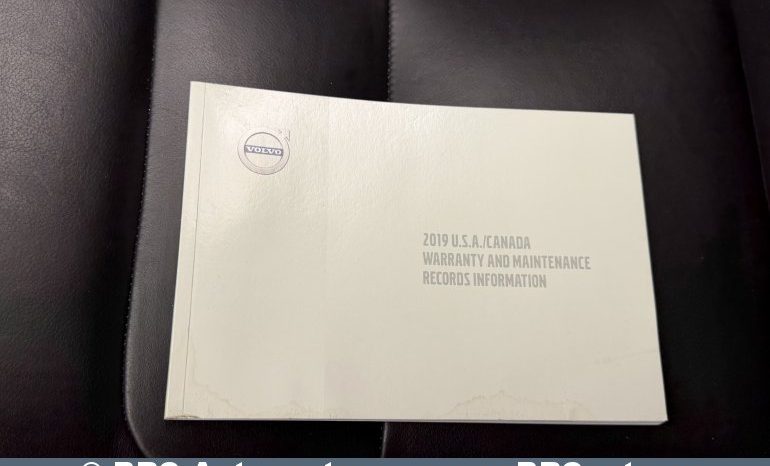 VOLVO
2019 U.S.A./CANADA
WARRANTY AND MAINTENANCE
RECORDS INFORMATION